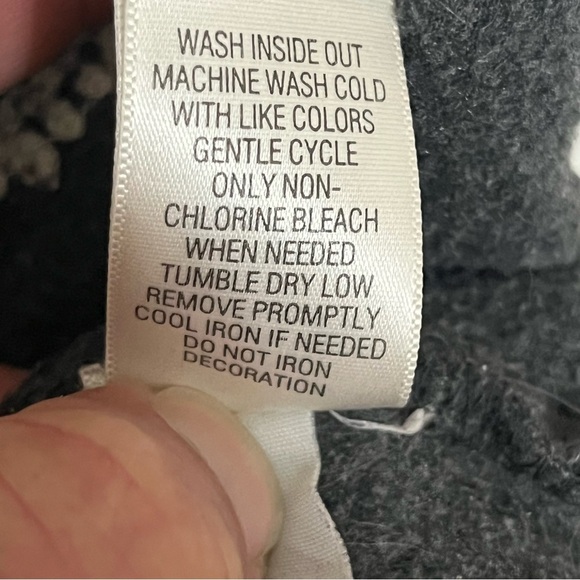 WASH INSIDE OUT
MACHINE WASH COLD
WITH LIKE COLORS
GENTLE CYCLE
ONLY NON-
CHLORINE BLEACH
WHEN NEEDED
TUMBLE DRY LOW
REMOVE PROMPTLY
COOL IRON IF NEEDED
DO NOT IRON
DECORATION